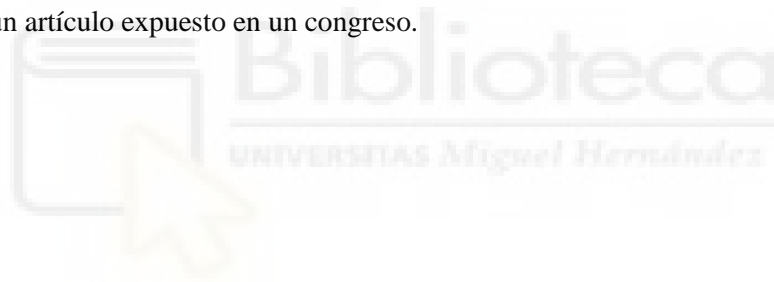 un artículo expuesto en un congreso.
Biblioteca
UNIVERSITAS Miguel Hernández